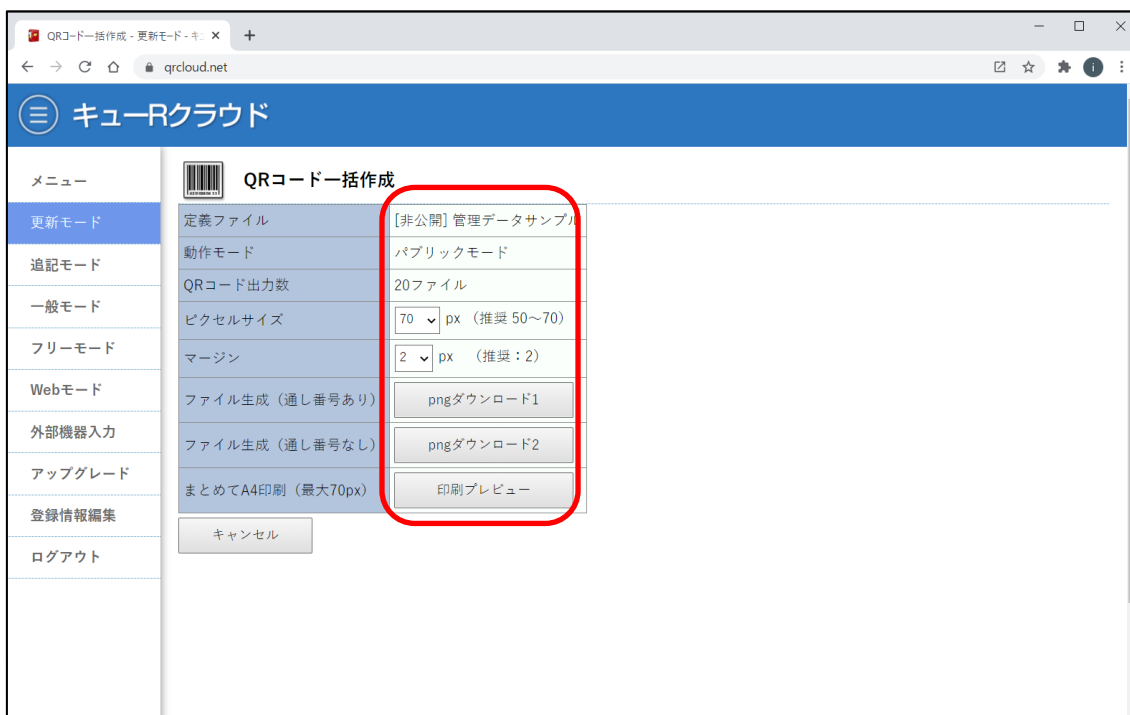 QRコード一括作成 - 更新モード - キ
qrcloud.net
i
キューRクラウド
メニュー
更新モード
追記モード
一般モード
フリーモード
Webモード
外部機器入力
アップグレード
登録情報編集
ログアウト
QRコード一括作成
定義ファイル [非公開] 管理データサンプル
動作モード パブリックモード
QRコード出力数 20ファイル
ピクセルサイズ 70 px （推奨 50～70）
マージン 2 px （推奨：2）
ファイル生成（通し番号あり） pngダウンロード1
ファイル生成（通し番号なし） pngダウンロード2
まとめてA4印刷（最大70px） 印刷プレビュー
キャンセル